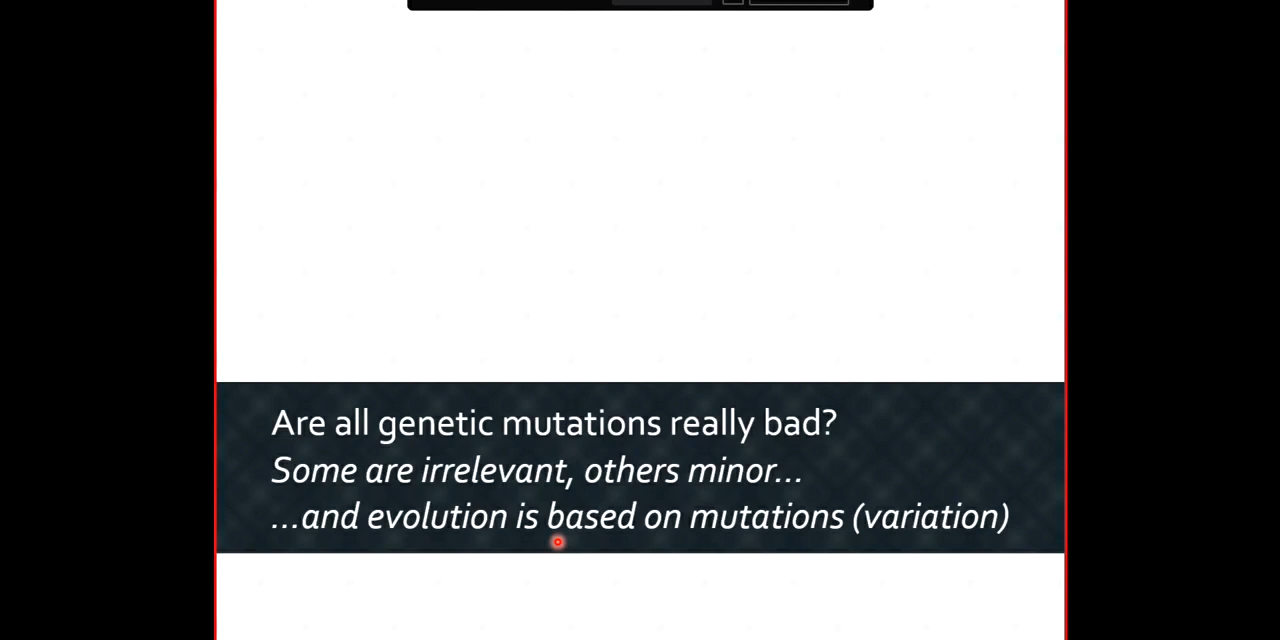 Are all genetic mutations really bad?
Some are irrelevant, others minor...
...and evolution is based on mutations (variation)